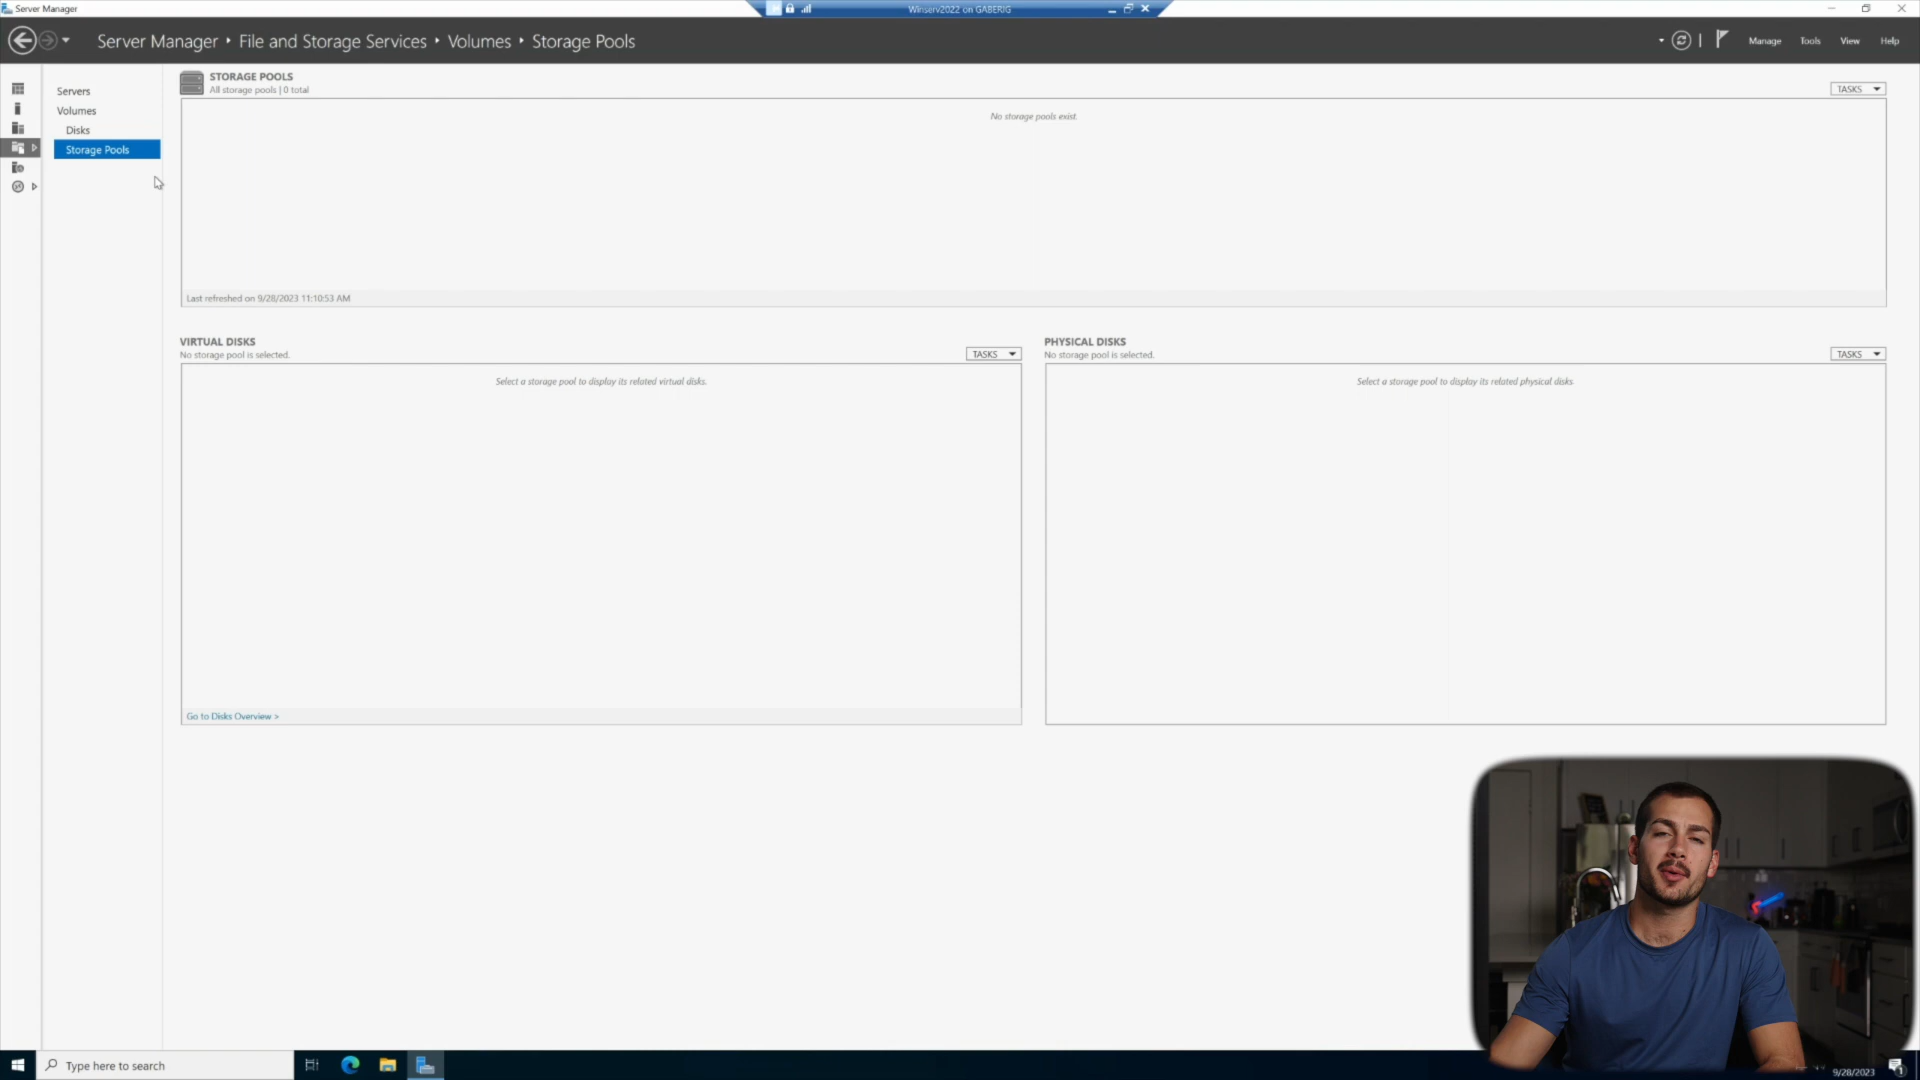 Server Manager
Winserv2022 on GABERIG
Server Manager ‣ File and Storage Services ‣ Volumes ‣ Storage Pools
Manage Tools View Help
Servers
Volumes
Disks
Storage Pools
STORAGE POOLS
All storage pools | 0 total
TASKS
No storage pools exist.
Last refreshed on 9/28/2023 11:10:53 AM
VIRTUAL DISKS
No storage pool is selected.
TASKS
Select a storage pool to display its related virtual disks.
Go to Disks Overview >
PHYSICAL DISKS
No storage pool is selected.
TASKS
Select a storage pool to display its related physical disks.
Type here to search
9/28/2023
1